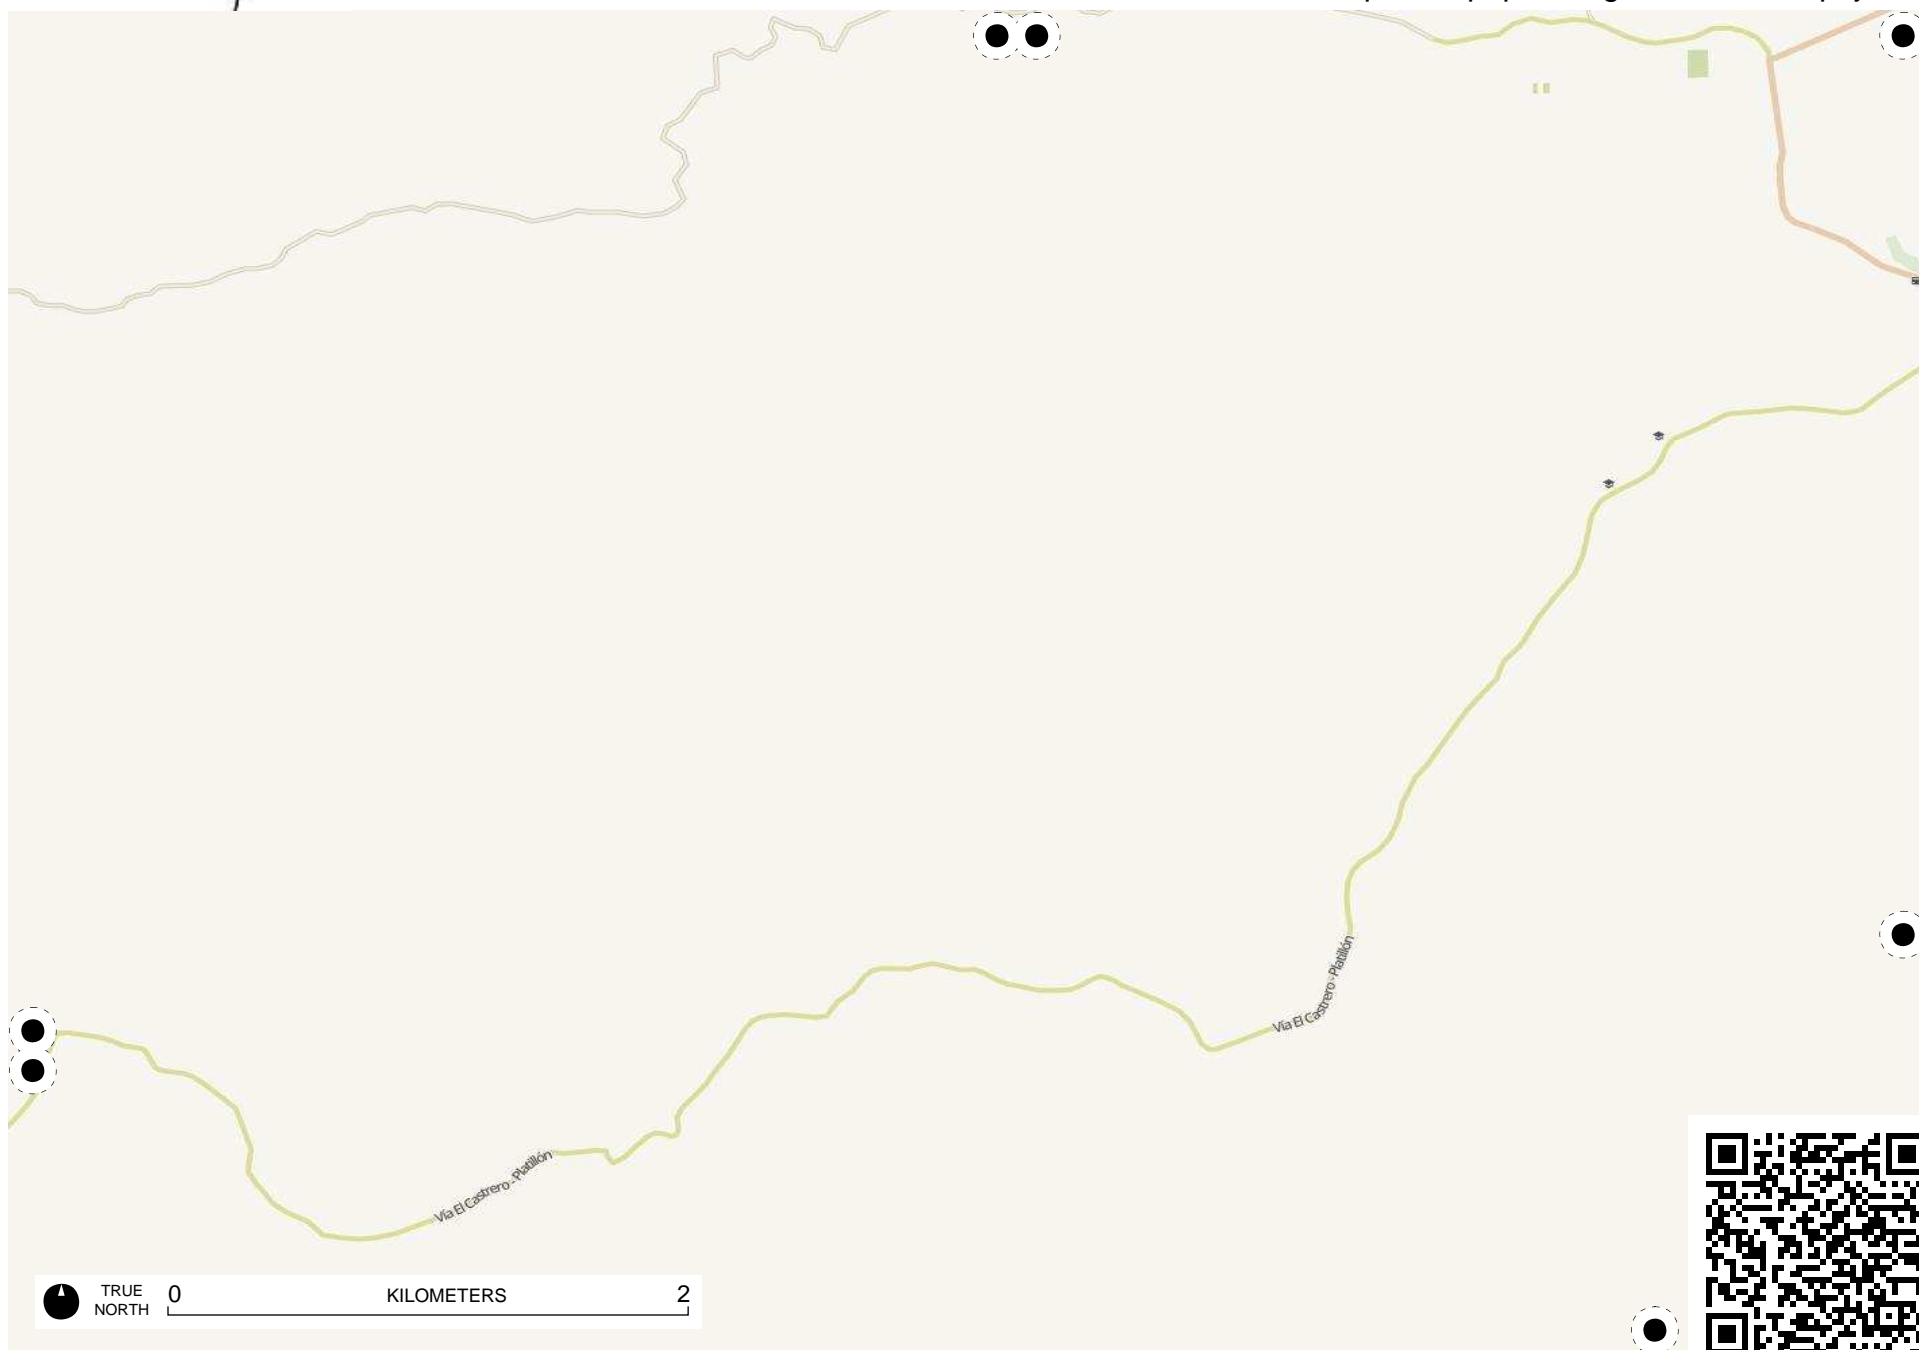 Vía El Castrero - Platillón
Vía El Castrero - Platillón
TRUE
NORTH
0
KILOMETERS
2